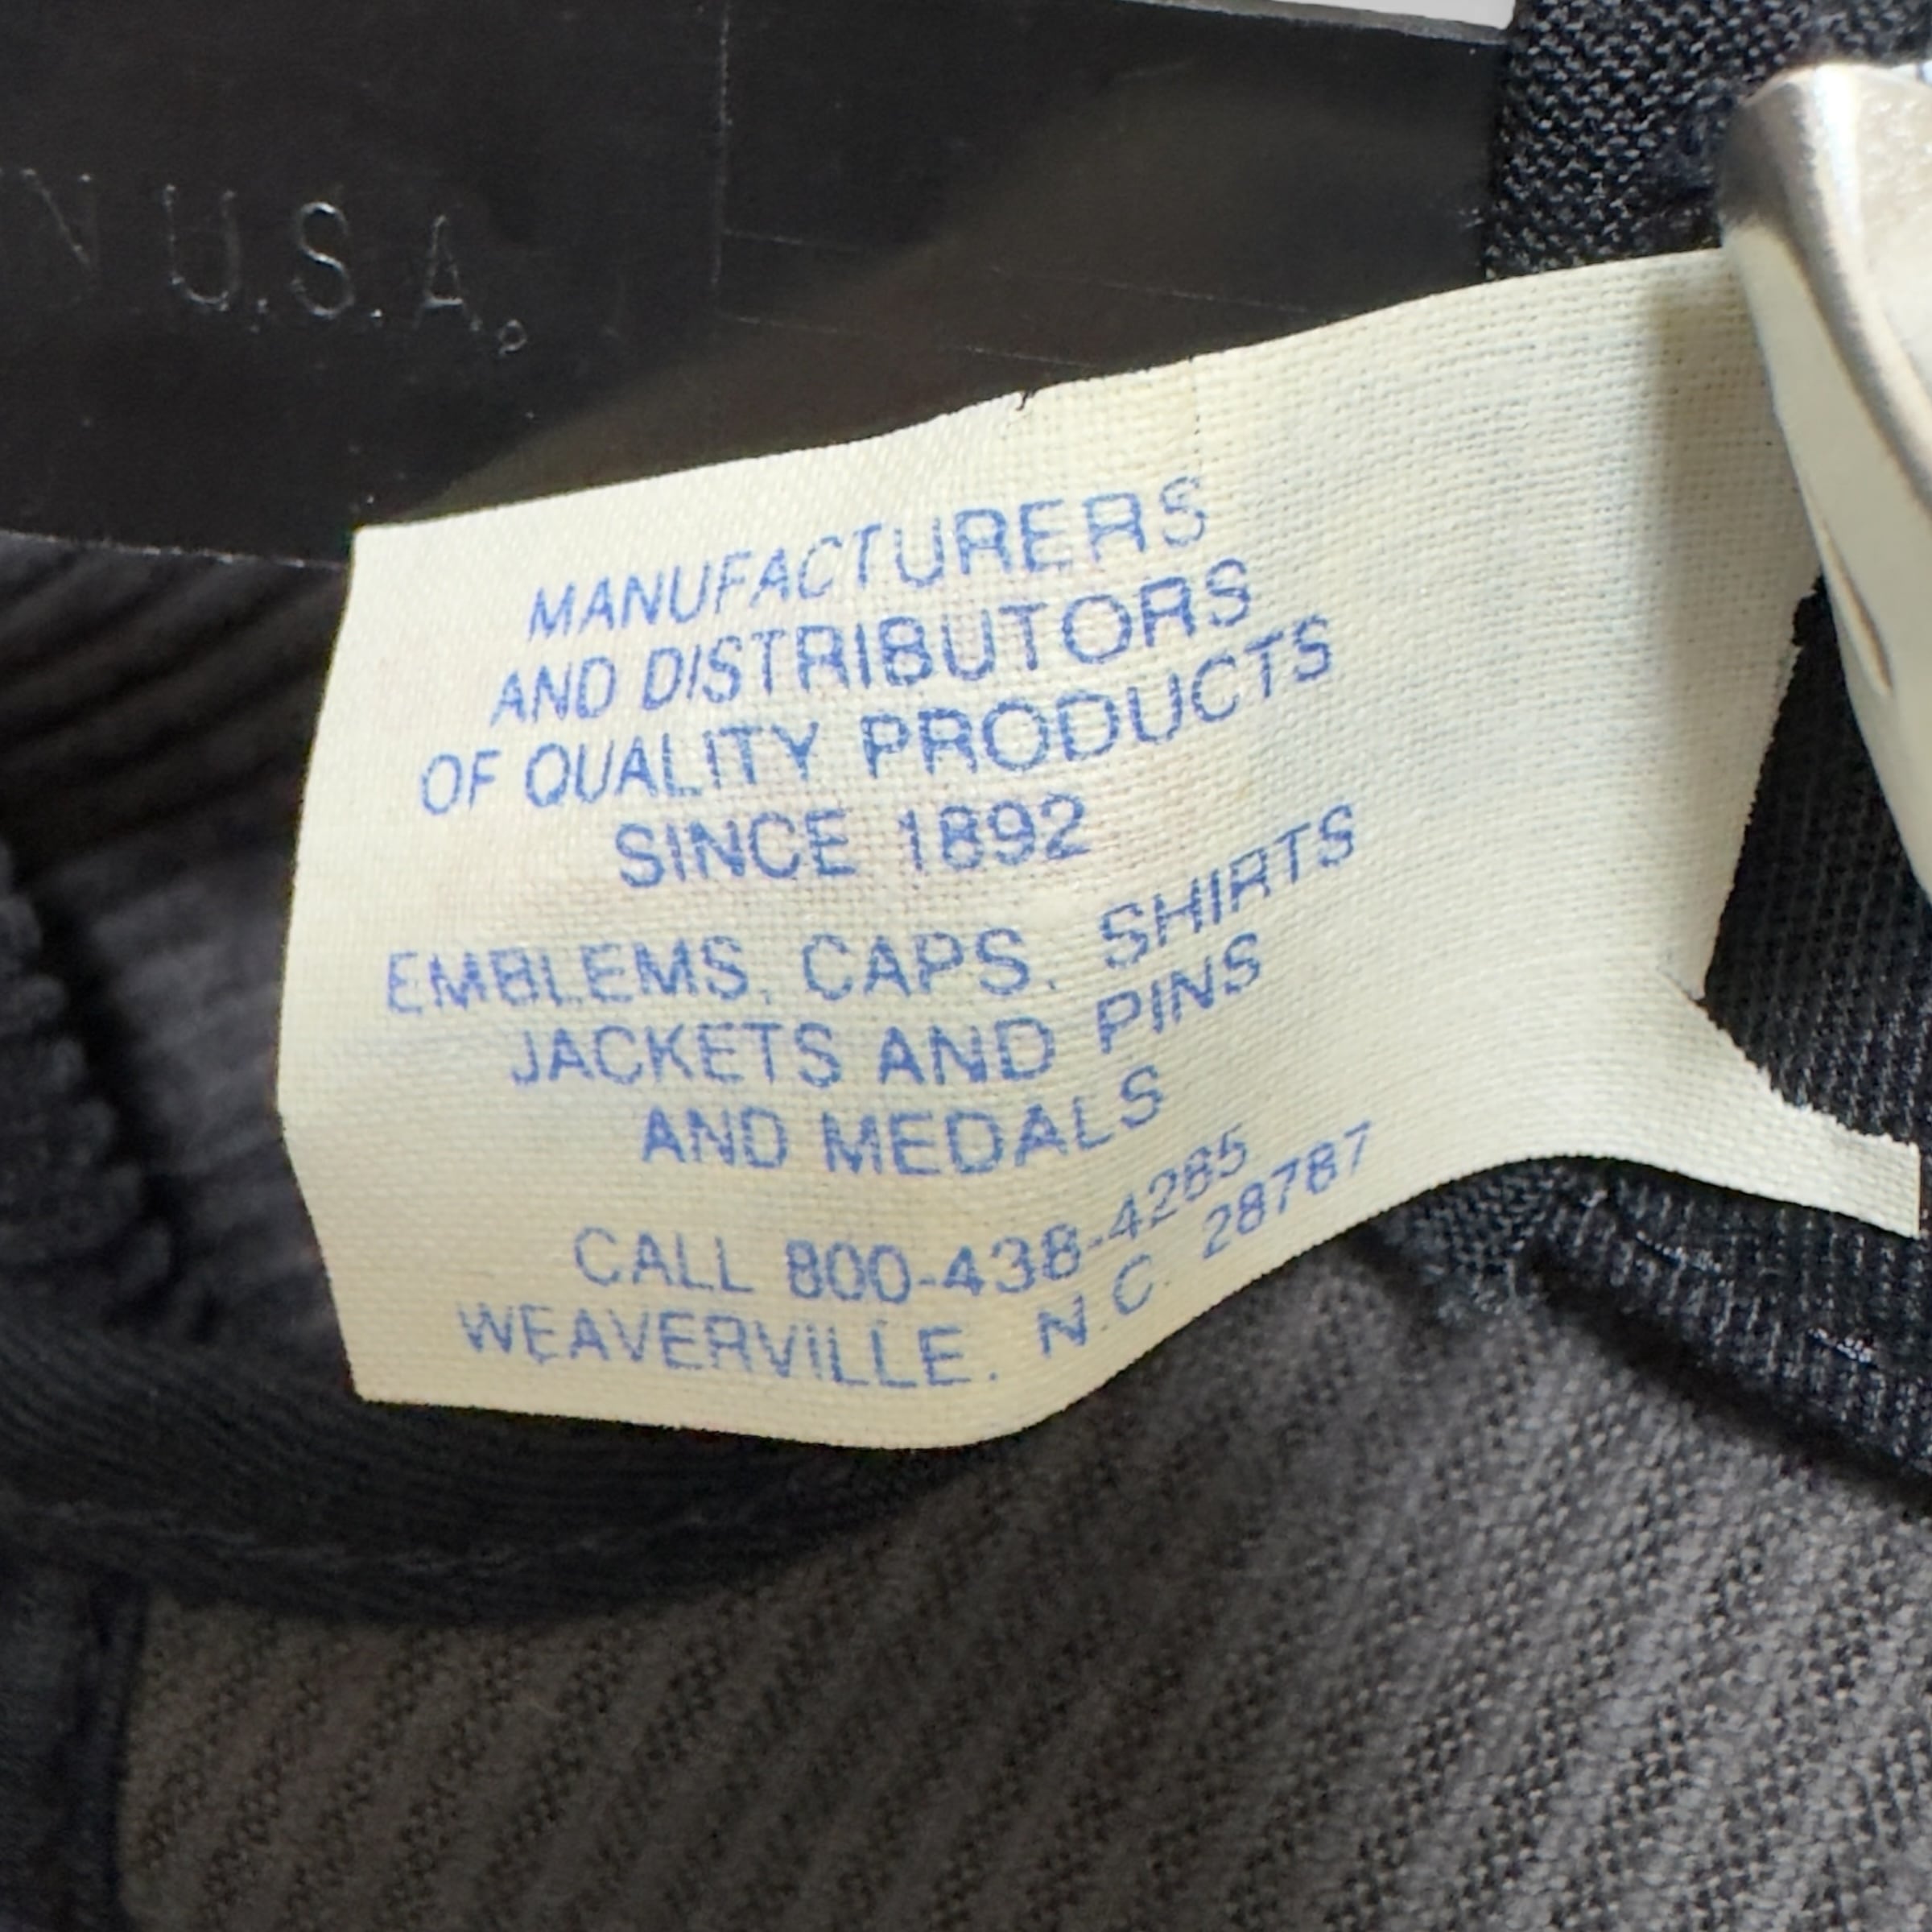 N U.S.A.
MANUFACTURERS
AND DISTRIBUTORS
OF QUALITY PRODUCTS
SINCE 1892
EMBLEMS, CAPS, SHIRTS
JACKETS AND PINS
AND MEDALS
CALL 800-438-4285
WEAVERVILLE, N.C. 28787